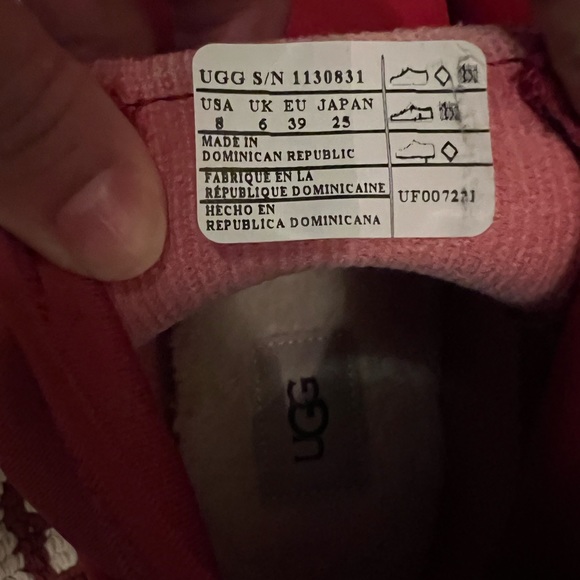 UGG S/N 1130831
USA UK EU JAPAN
8 6 39 25
MADE IN
DOMINICAN REPUBLIC
FABRIQUÉ EN LA
RÉPUBLIQUE DOMINICAINE
HECHO EN
REPUBLICA DOMINICANA
UGG